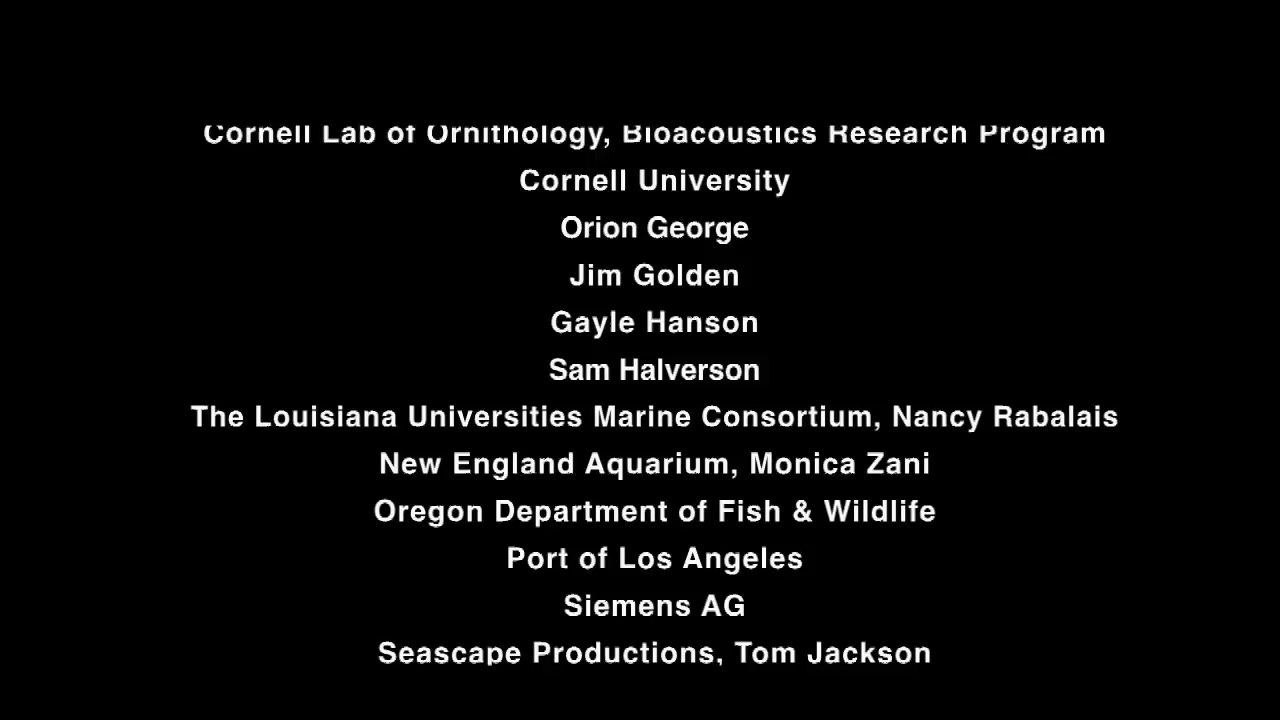 Cornell Lab of Ornithology, Bioacoustics Research Program
Cornell University
Orion George
Jim Golden
Gayle Hanson
Sam Halverson
The Louisiana Universities Marine Consortium, Nancy Rabalais
New England Aquarium, Monica Zani
Oregon Department of Fish & Wildlife
Port of Los Angeles
Siemens AG
Seascape Productions, Tom Jackson